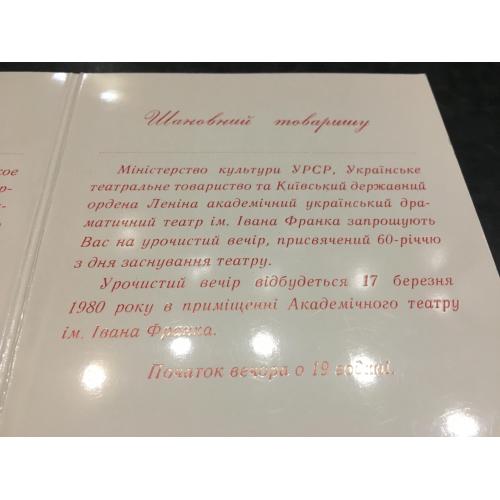 Шановний товаришу
Міністерство культури УРСР, Українське
театральне товариство та Київський державний
ордена Леніна академічний український дра-
матичний театр ім. Івана Франка запрошують
Вас на урочистий вечір, присвячений 60-річчю
з дня заснування театру.
Урочистий вечір відбудеться 17 березня
1980 року в приміщенні Академічного театру
ім. Івана Франка.
Початок вечора о 19 годині.